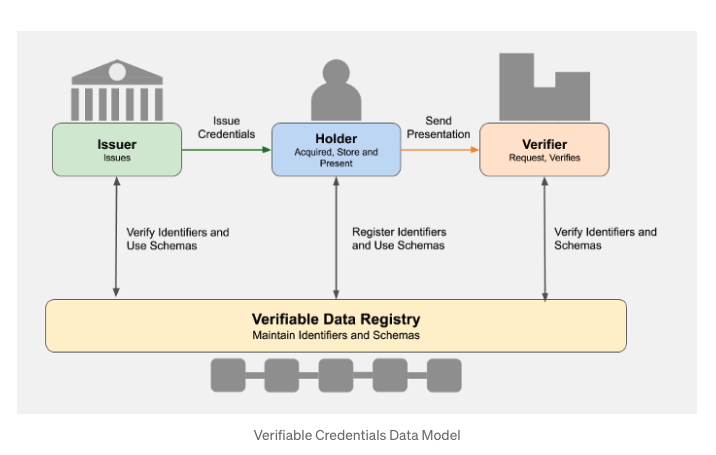 Issue
Credentials
Send
Presentation
Issuer
Issues
Holder
Acquired, Store and
Present
Verifier
Request, Verifies
Verify Identifiers and
Use Schemas
Register Identifiers
and Use Schemas
Verify Identifiers and
Schemas
Verifiable Data Registry
Maintain Identifiers and Schemas
Verifiable Credentials Data Model